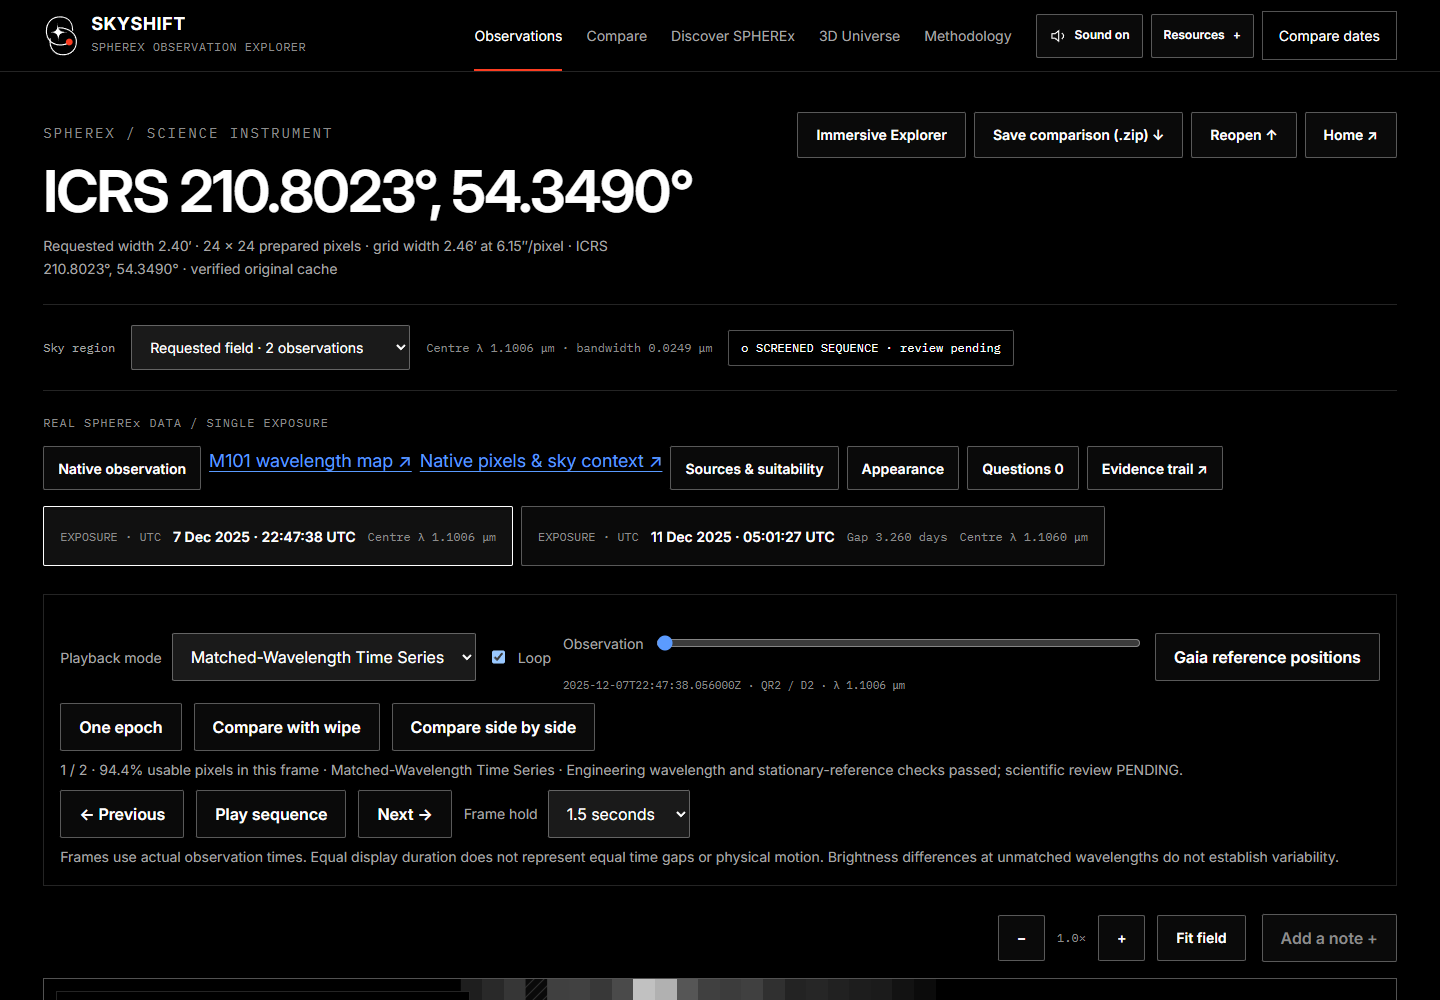 SKYSHIFT
SPHEREX OBSERVATION EXPLORER
Observations Compare Discover SPHEREx 3D Universe Methodology Sound on Resources + Compare dates
SPHEREX / SCIENCE INSTRUMENT
Immersive Explorer Save comparison (.zip) ↓ Reopen ↑ Home ↗
ICRS 210.8023°, 54.3490°
Requested width 2.40′ · 24 × 24 prepared pixels · grid width 2.46′ at 6.15″/pixel · ICRS
210.8023°, 54.3490° · verified original cache
Sky region Requested field · 2 observations Centre λ 1.1006 μm · bandwidth 0.0249 μm o SCREENED SEQUENCE · review pending
REAL SPHEREx DATA / SINGLE EXPOSURE
Native observation M101 wavelength map ↗ Native pixels & sky context ↗ Sources & suitability Appearance Questions 0 Evidence trail ↗
EXPOSURE · UTC 7 Dec 2025 · 22:47:38 UTC Centre λ 1.1006 μm EXPOSURE · UTC 11 Dec 2025 · 05:01:27 UTC Gap 3.260 days Centre λ 1.1060 μm
Playback mode Matched-Wavelength Time Series Loop Observation Gaia reference positions
2025-12-07T22:47:38.056000Z · QR2 / D2 · λ 1.1006 μm
One epoch Compare with wipe Compare side by side
1 / 2 · 94.4% usable pixels in this frame · Matched-Wavelength Time Series · Engineering wavelength and stationary-reference checks passed; scientific review PENDING.
← Previous Play sequence Next → Frame hold 1.5 seconds
Frames use actual observation times. Equal display duration does not represent equal time gaps or physical motion. Brightness differences at unmatched wavelengths do not establish variability.
− 1.0× + Fit field Add a note +